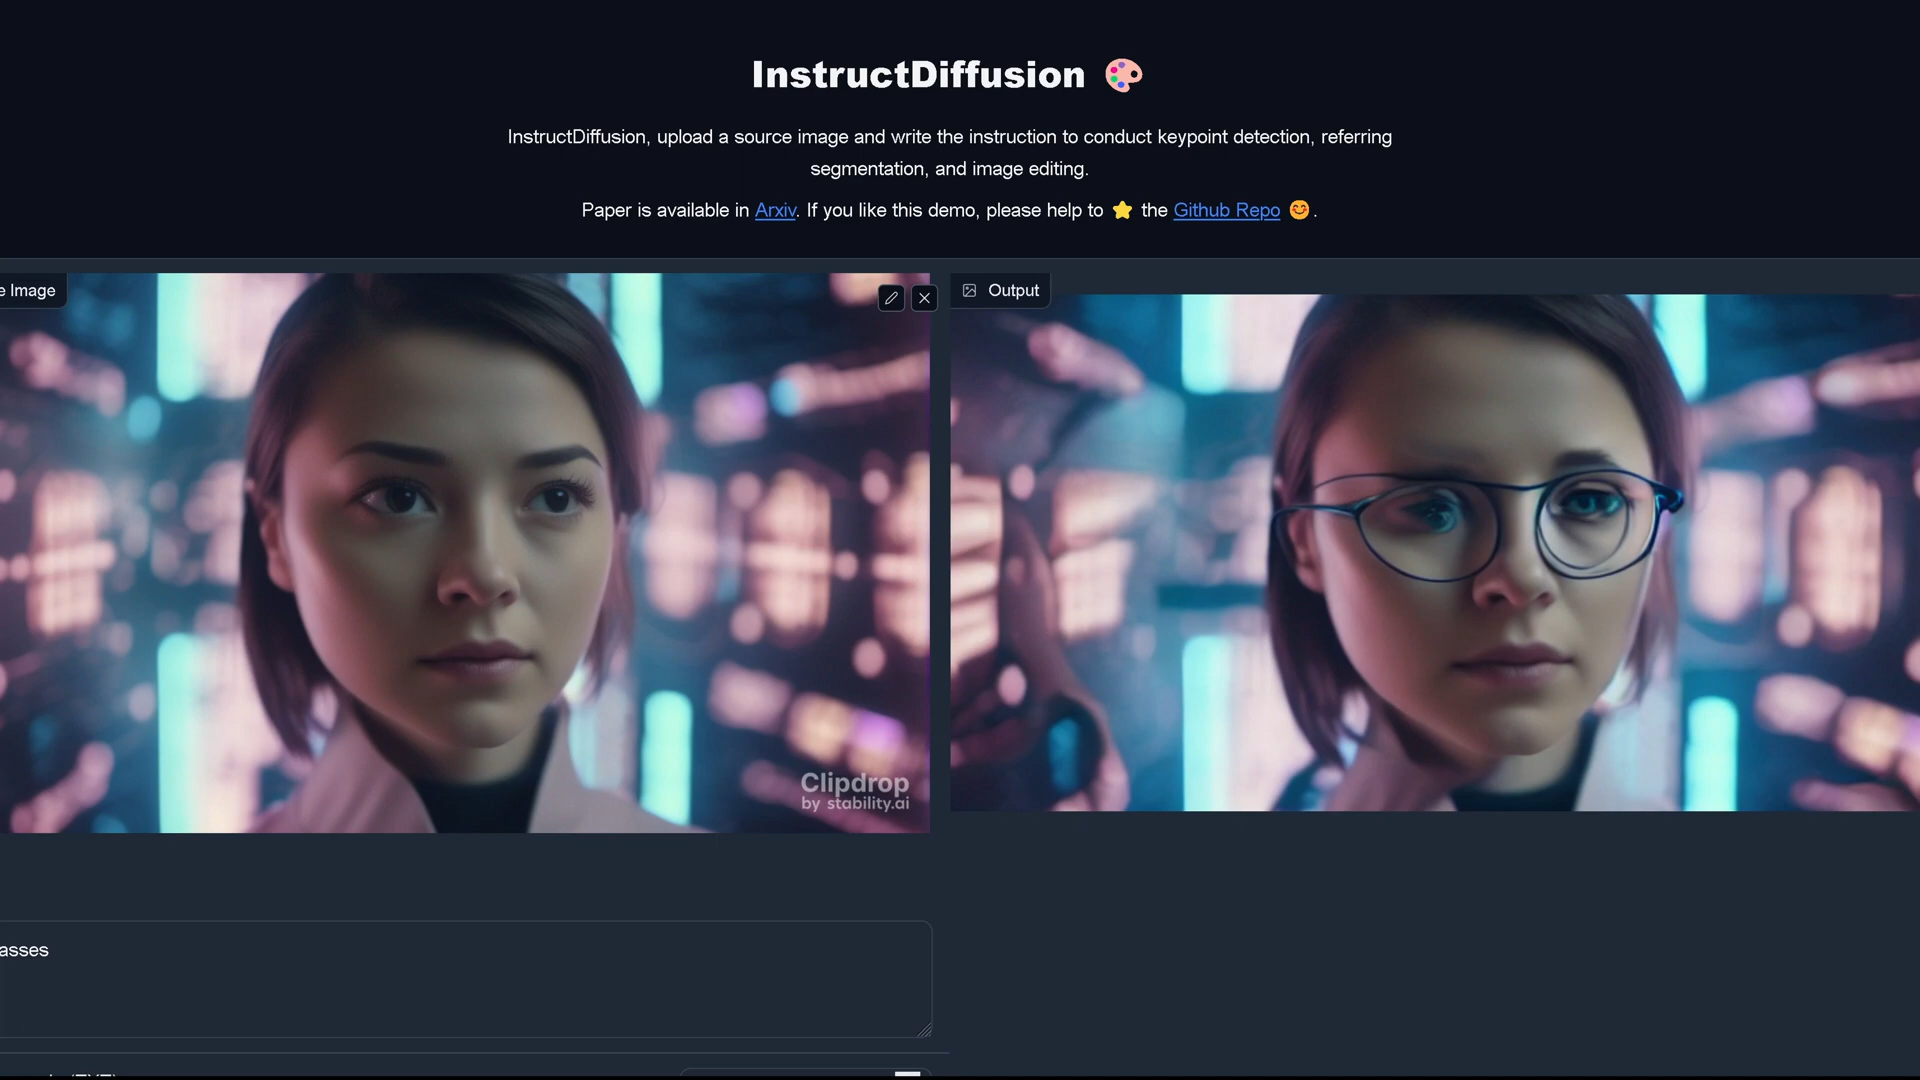 InstructDiffusion 🎨
InstructDiffusion, upload a source image and write the instruction to conduct keypoint detection, referring
segmentation, and image editing.
Paper is available in Arxiv. If you like this demo, please help to ⭐ the Github Repo 😊.
e Image
Output
Clipdrop
by stability.ai
asses